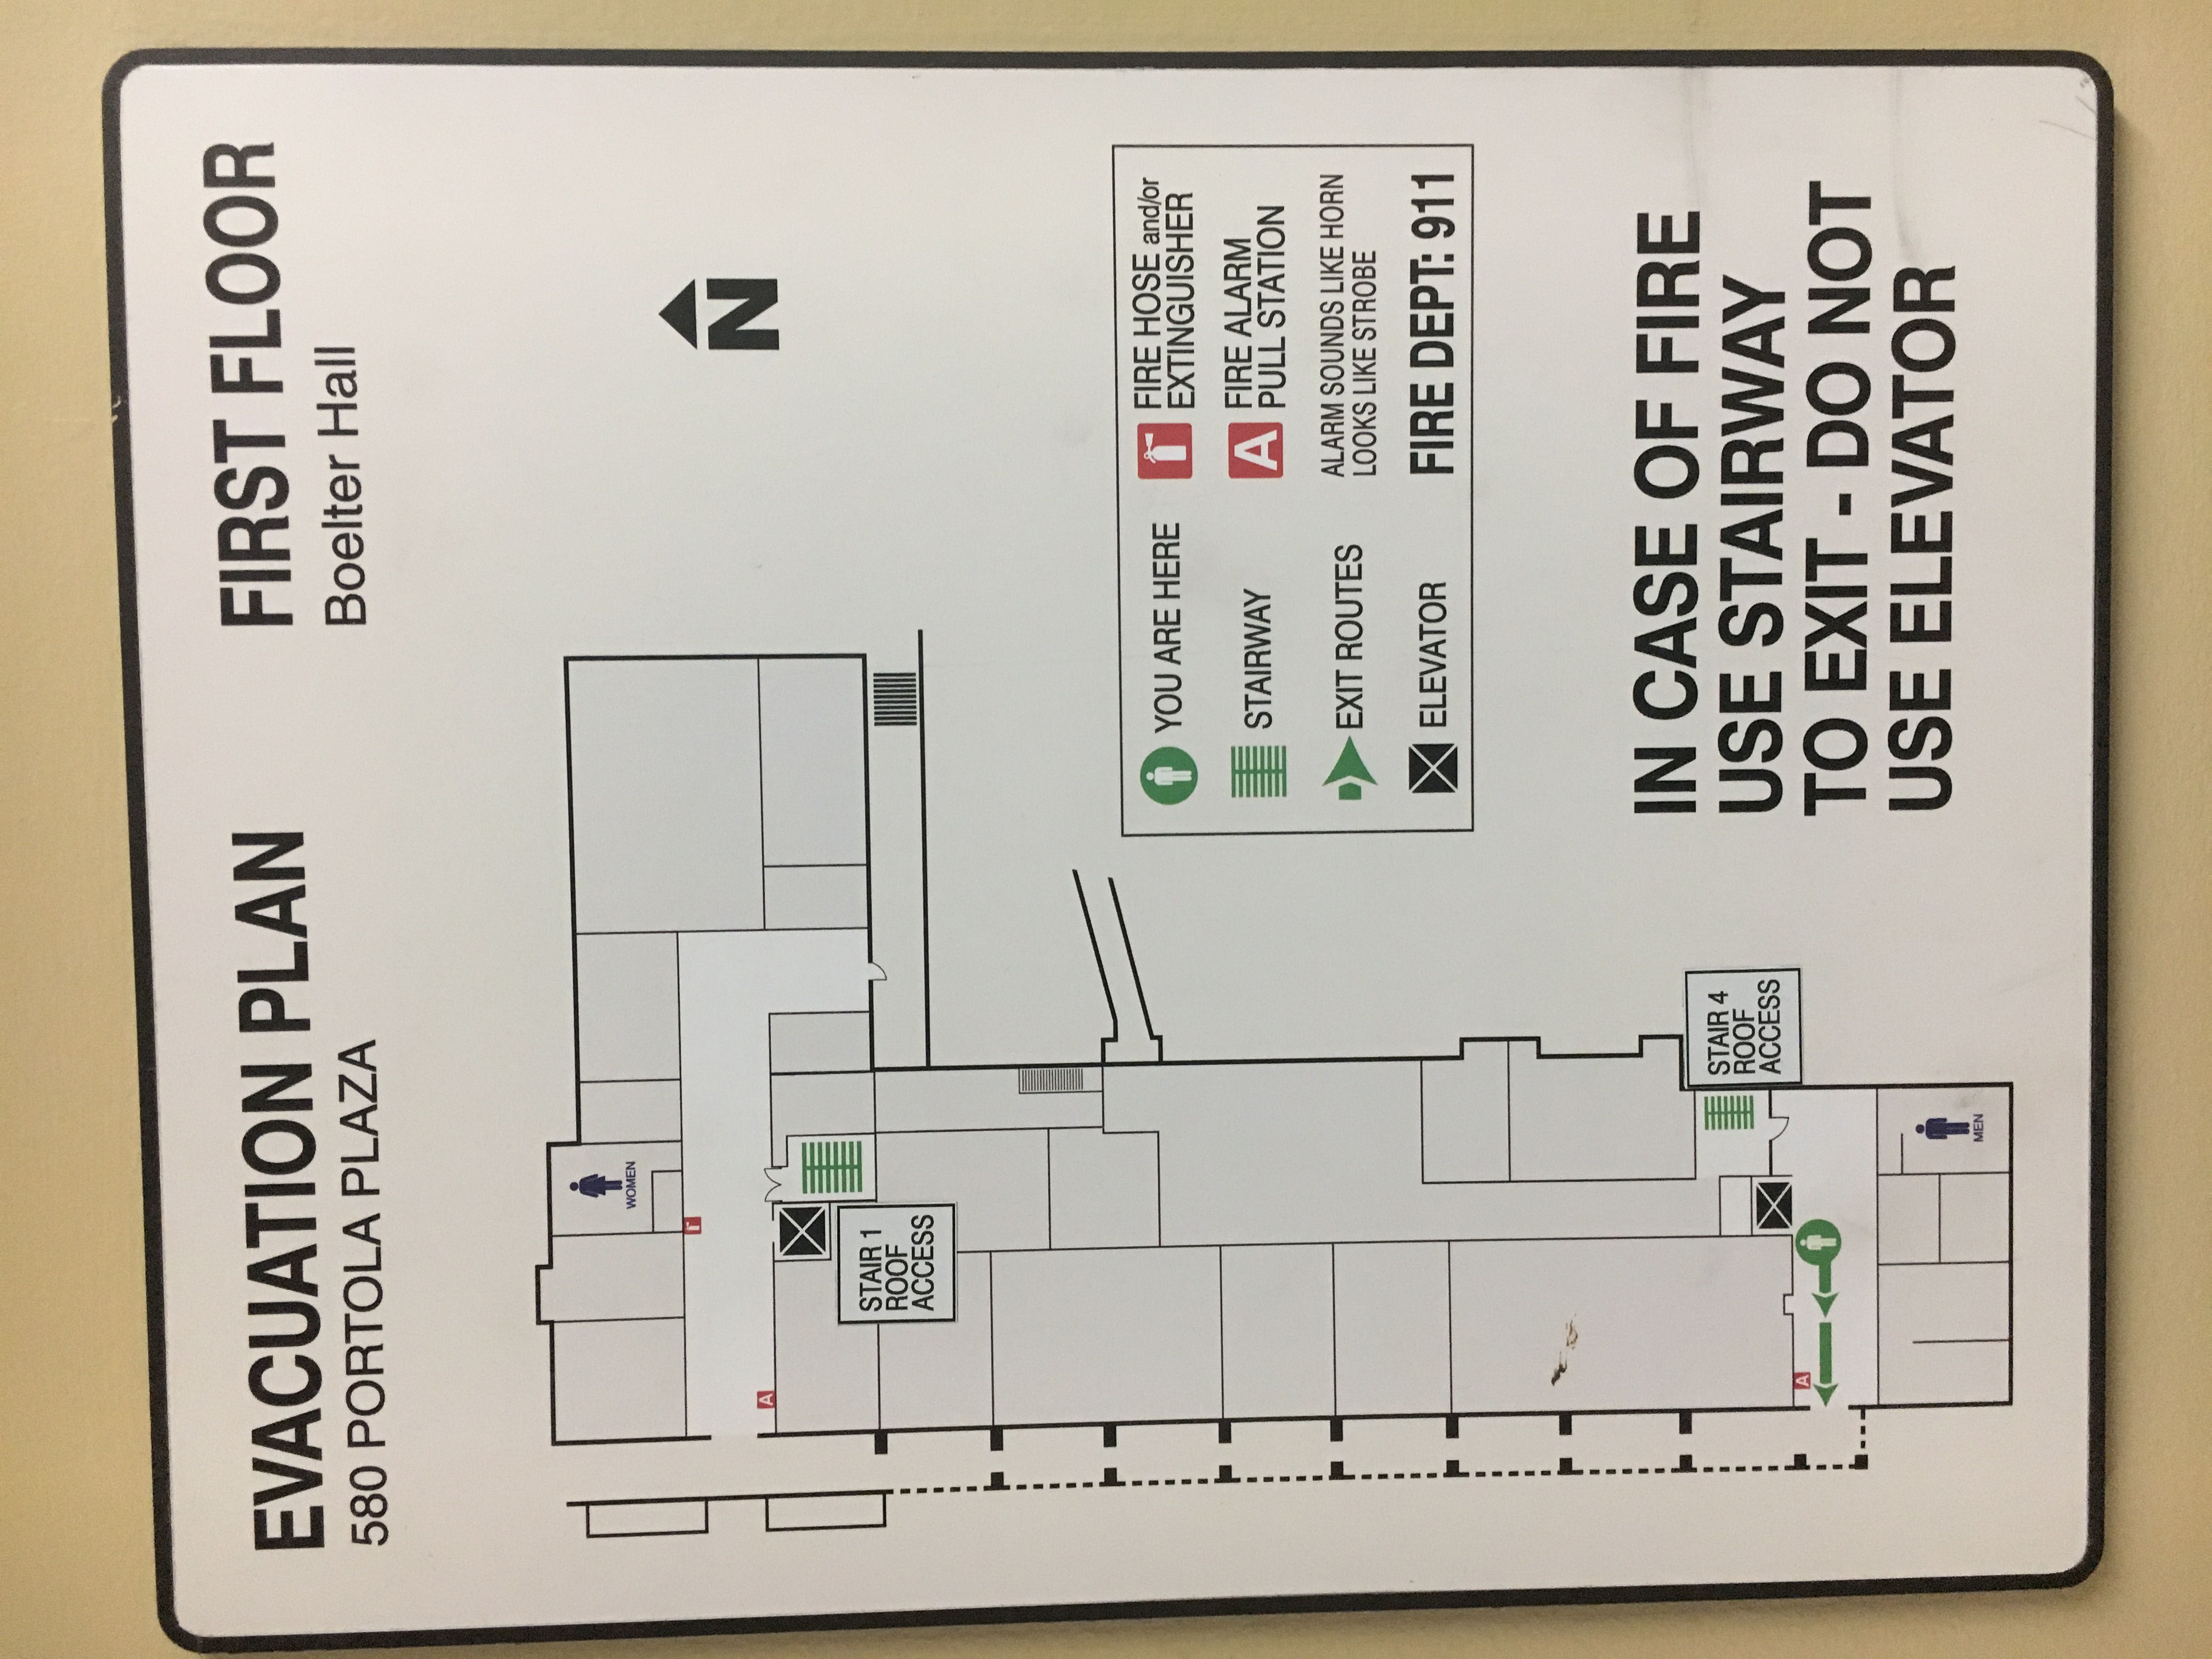 EVACUATION PLAN
580 PORTOLA PLAZA
FIRST FLOOR
Boelter Hall
WOMEN
N
A
STAIR 1
ROOF
ACCESS
YOU ARE HERE
STAIRWAY
EXIT ROUTES
ELEVATOR
FIRE HOSE and/or
EXTINGUISHER
A
FIRE ALARM
PULL STATION
ALARM SOUNDS LIKE HORN
LOOKS LIKE STROBE
FIRE DEPT: 911
STAIR 4
ROOF
ACCESS
A
MEN
IN CASE OF FIRE
USE STAIRWAY
TO EXIT - DO NOT
USE ELEVATOR